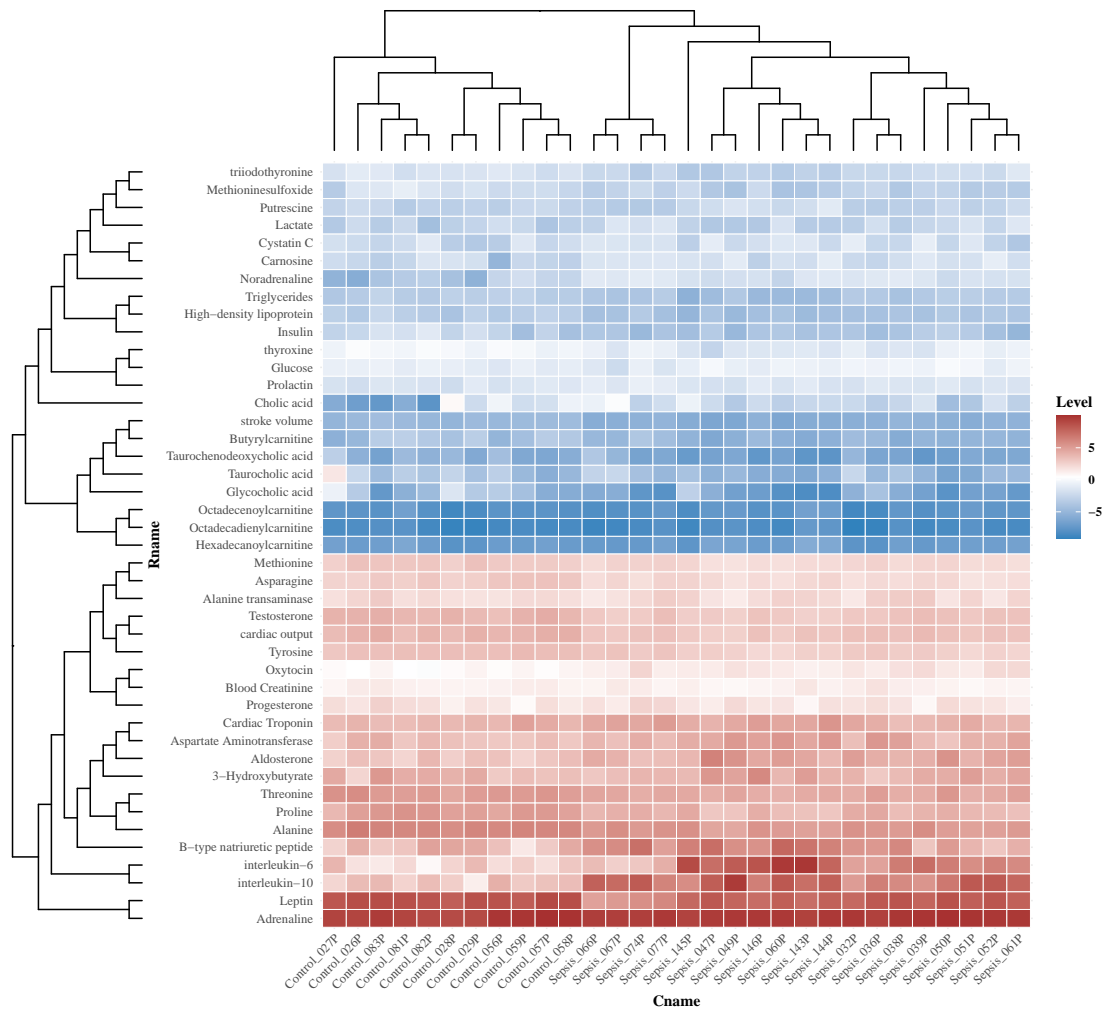 triiodothyronine
Methioninesulfoxide
Putrescine
Lactate
Cystatin C
Carnosine
Noradrenaline
Triglycerides
High−density lipoprotein
Insulin
thyroxine
Glucose
Prolactin
Cholic acid
stroke volume
Butyrylcarnitine
Taurochenodeoxycholic acid
Taurocholic acid
Glycocholic acid
Octadecenoylcarnitine
Octadecadienylcarnitine
Hexadecanoylcarnitine
Methionine
Asparagine
Alanine transaminase
Testosterone
cardiac output
Tyrosine
Oxytocin
Blood Creatinine
Progesterone
Cardiac Troponin
Aspartate Aminotransferase
Aldosterone
3−Hydroxybutyrate
Threonine
Proline
Alanine
B−type natriuretic peptide
interleukin−6
interleukin−10
Leptin
Adrenaline
Rname
Level
5
0
−5
Control_027P
Control_026P
Control_083P
Control_081P
Control_082P
Control_028P
Control_029P
Control_056P
Control_059P
Control_057P
Control_058P
Sepsis_066P
Sepsis_067P
Sepsis_074P
Sepsis_077P
Sepsis_145P
Sepsis_047P
Sepsis_049P
Sepsis_146P
Sepsis_060P
Sepsis_143P
Sepsis_144P
Sepsis_032P
Sepsis_036P
Sepsis_038P
Sepsis_039P
Sepsis_050P
Sepsis_051P
Sepsis_052P
Sepsis_061P
Cname